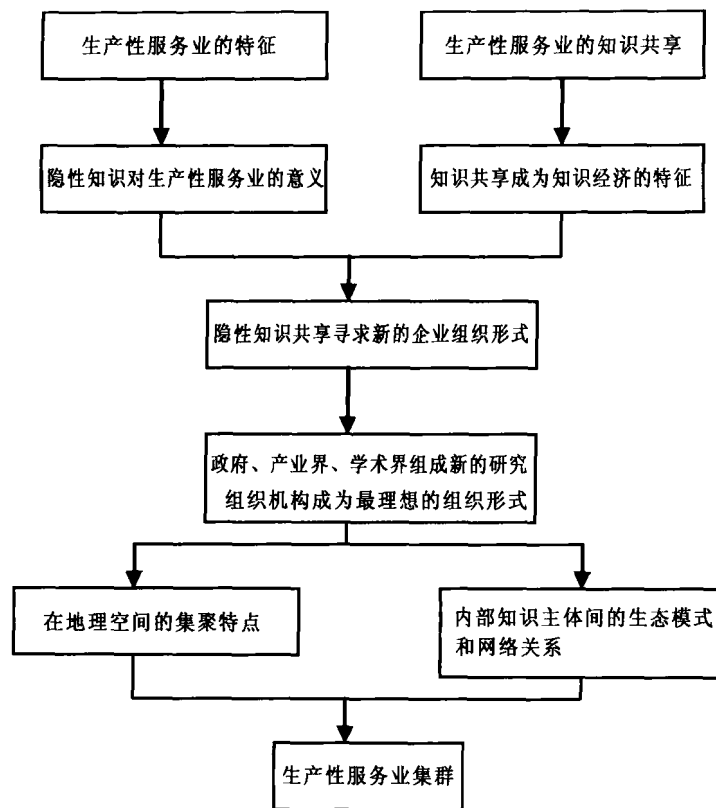 生产性服务业的特征
生产性服务业的知识共享
隐性知识对生产性服务业的意义
知识共享成为知识经济的特征
隐性知识共享寻求新的企业组织形式
政府、产业界、学术界组成新的研究
组织机构成为最理想的组织形式
在地理空间的集聚特点
内部知识主体间的生态模式
和网络关系
生产性服务业集群